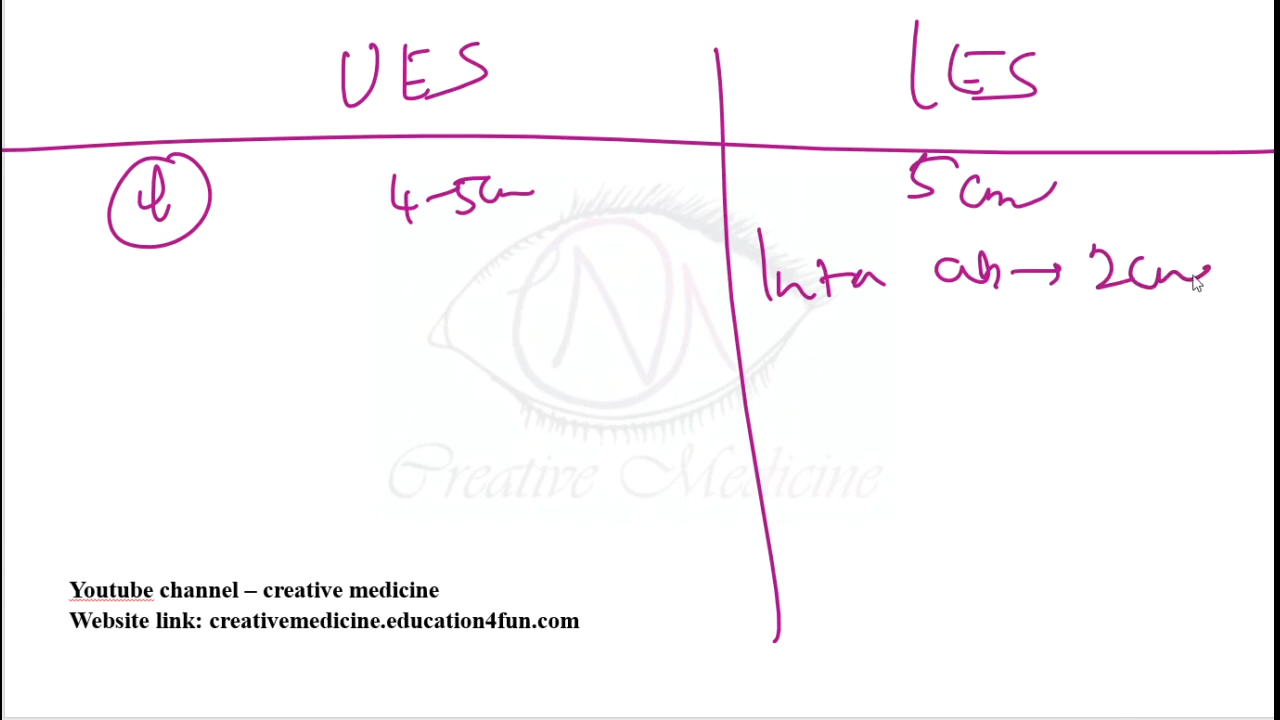 UES LES
l 4-5cm 5cm
Intra ab → 2cm
Creative Medicine
Youtube channel – creative medicine
Website link: creativemedicine.education4fun.com